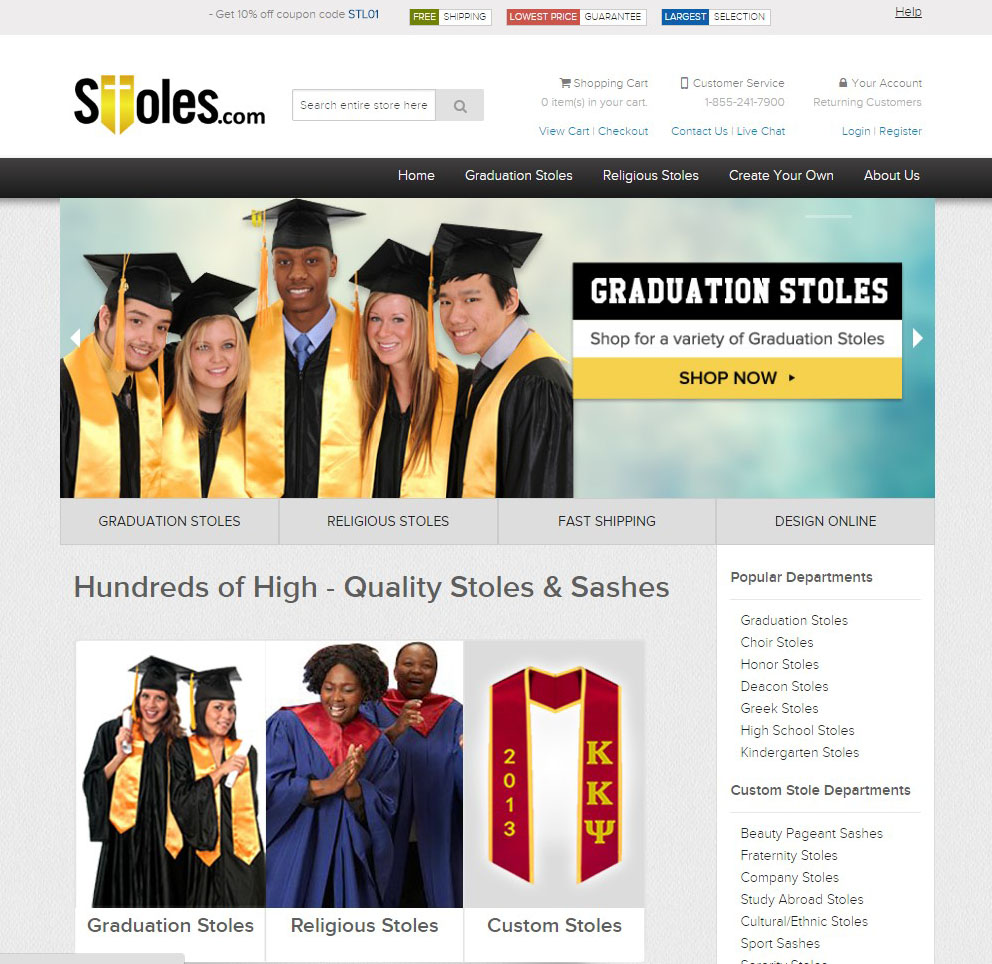 - Get 10% off coupon code STL01
FREE SHIPPING
LOWEST PRICE GUARANTEE
LARGEST SELECTION
Help
Stoles.com
Search entire store here
Shopping Cart
0 item(s) in your cart.
View Cart | Checkout
Customer Service
1-855-241-7900
Contact Us | Live Chat
Your Account
Returning Customers
Login | Register
Home Graduation Stoles Religious Stoles Create Your Own About Us
GRADUATION STOLES
Shop for a variety of Graduation Stoles
SHOP NOW
GRADUATION STOLES RELIGIOUS STOLES FAST SHIPPING DESIGN ONLINE
Hundreds of High - Quality Stoles & Sashes
2013
ΚΚΨ
Graduation Stoles
Religious Stoles
Custom Stoles
Popular Departments
Graduation Stoles
Choir Stoles
Honor Stoles
Deacon Stoles
Greek Stoles
High School Stoles
Kindergarten Stoles
Custom Stole Departments
Beauty Pageant Sashes
Fraternity Stoles
Company Stoles
Study Abroad Stoles
Cultural/Ethnic Stoles
Sport Sashes
Sorority Stoles